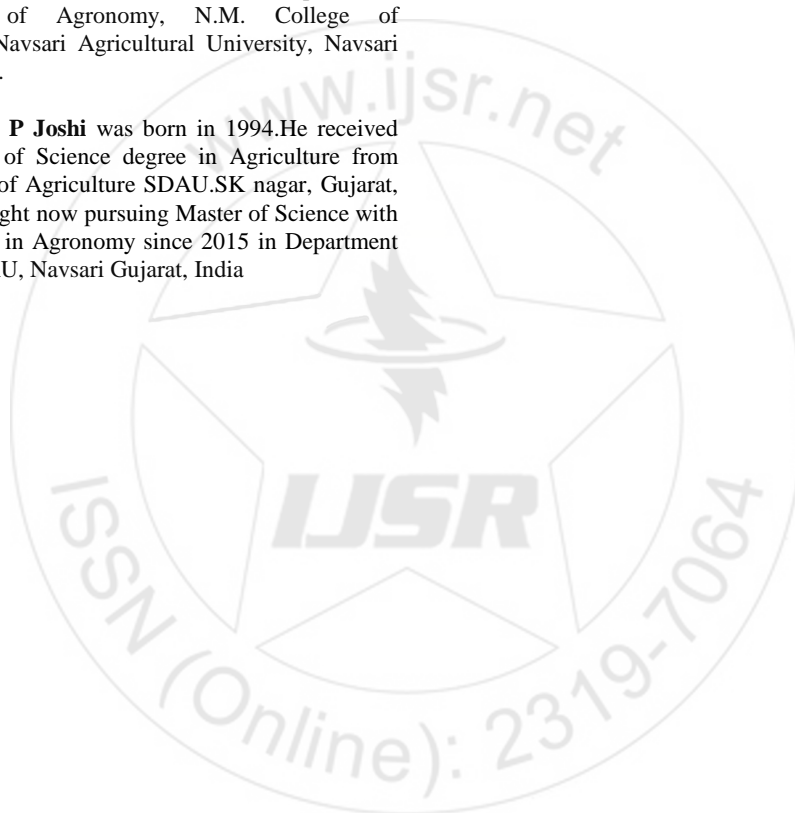 of Agronomy, N.M. College of
Navsari Agricultural University, Navsari
P Joshi was born in 1994.He received
of Science degree in Agriculture from
of Agriculture SDAU.SK nagar, Gujarat,
ght now pursuing Master of Science with
in Agronomy since 2015 in Department
U, Navsari Gujarat, India
www.ijsr.net
IJSR
ISSN (Online): 2319-7064